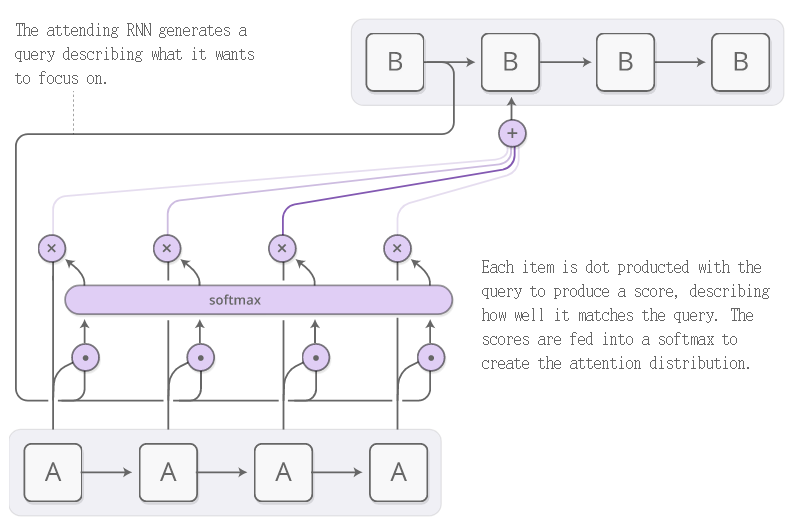 The attending RNN generates a
query describing what it wants
to focus on.
B B B B
+
× × × ×
Each item is dot producted with the
query to produce a score, describing
how well it matches the query. The
scores are fed into a softmax to
create the attention distribution.
softmax
• • • •
A A A A